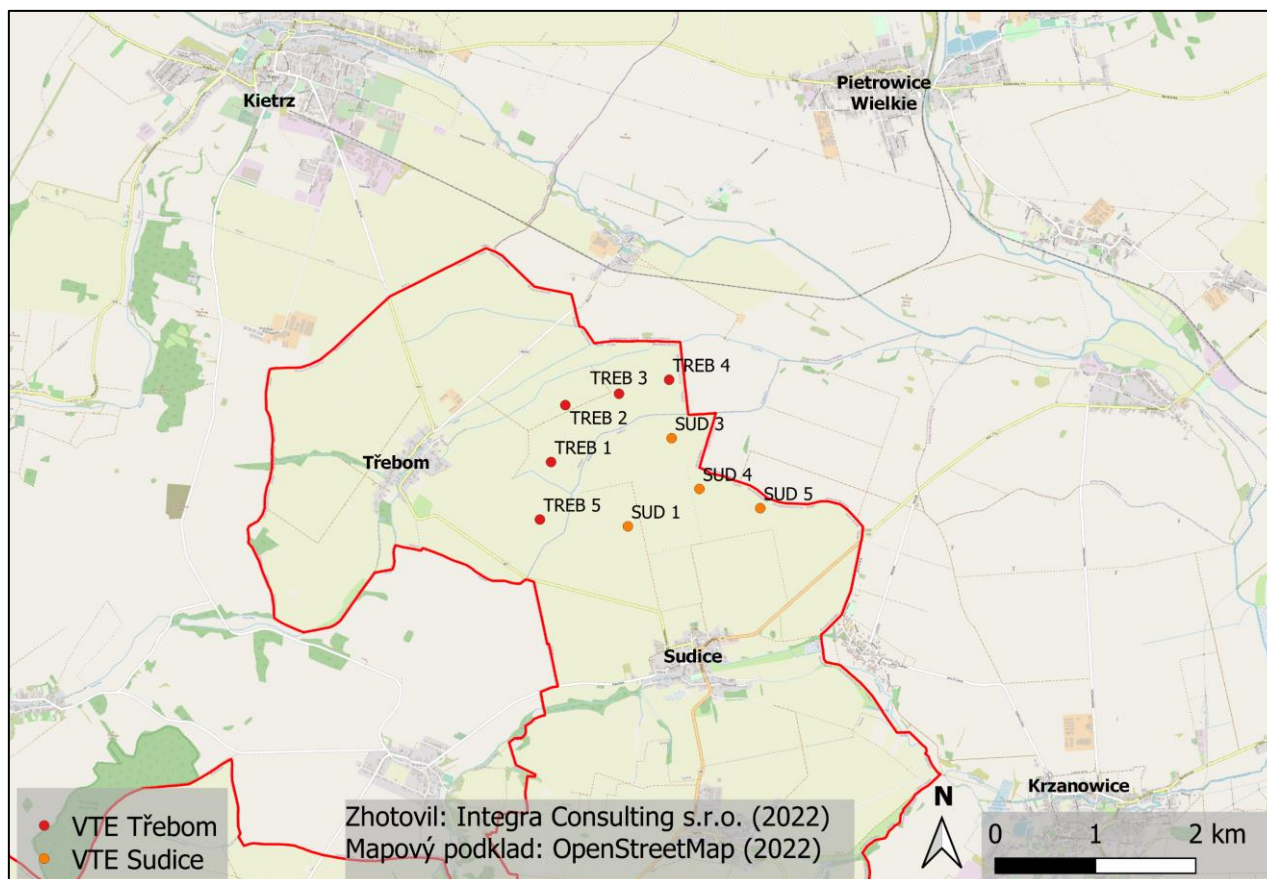 Kietrz
Pietrowice
Wielkie
TREB 4
TREB 3
TREB 2
SUD 3
TREB 1
Třebom
SUD 4
SUD 5
TREB 5
SUD 1
Sudice
Krzanowice
N
VTE Třebom
VTE Sudice
Zhotovil: Integra Consulting s.r.o. (2022)
Mapový podklad: OpenStreetMap (2022)
0 1 2 km